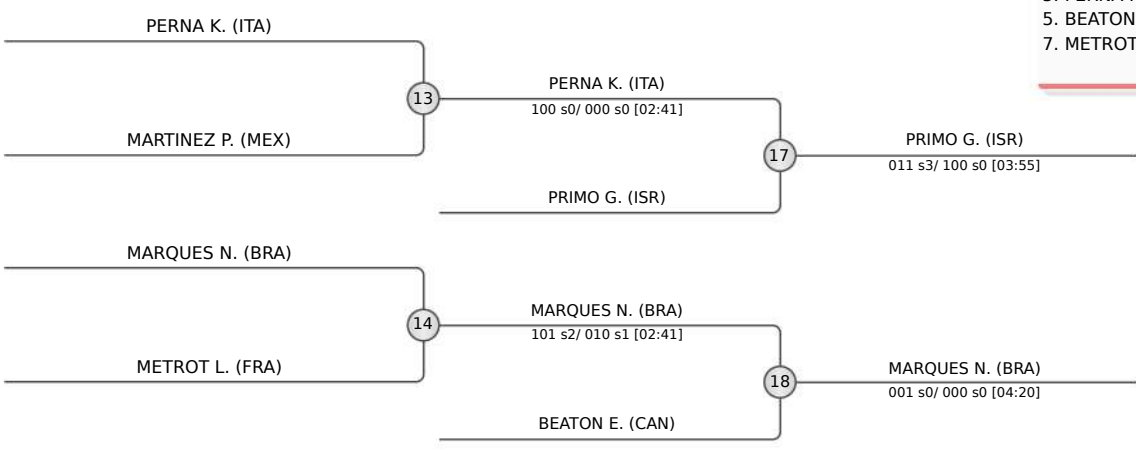 5. BEATON
7. METROT
PERNA K. (ITA)
13
MARTINEZ P. (MEX)
PERNA K. (ITA)
100 s0/ 000 s0 [02:41]
17
PRIMO G. (ISR)
PRIMO G. (ISR)
011 s3/ 100 s0 [03:55]
MARQUES N. (BRA)
14
METROT L. (FRA)
MARQUES N. (BRA)
101 s2/ 010 s1 [02:41]
18
BEATON E. (CAN)
MARQUES N. (BRA)
001 s0/ 000 s0 [04:20]